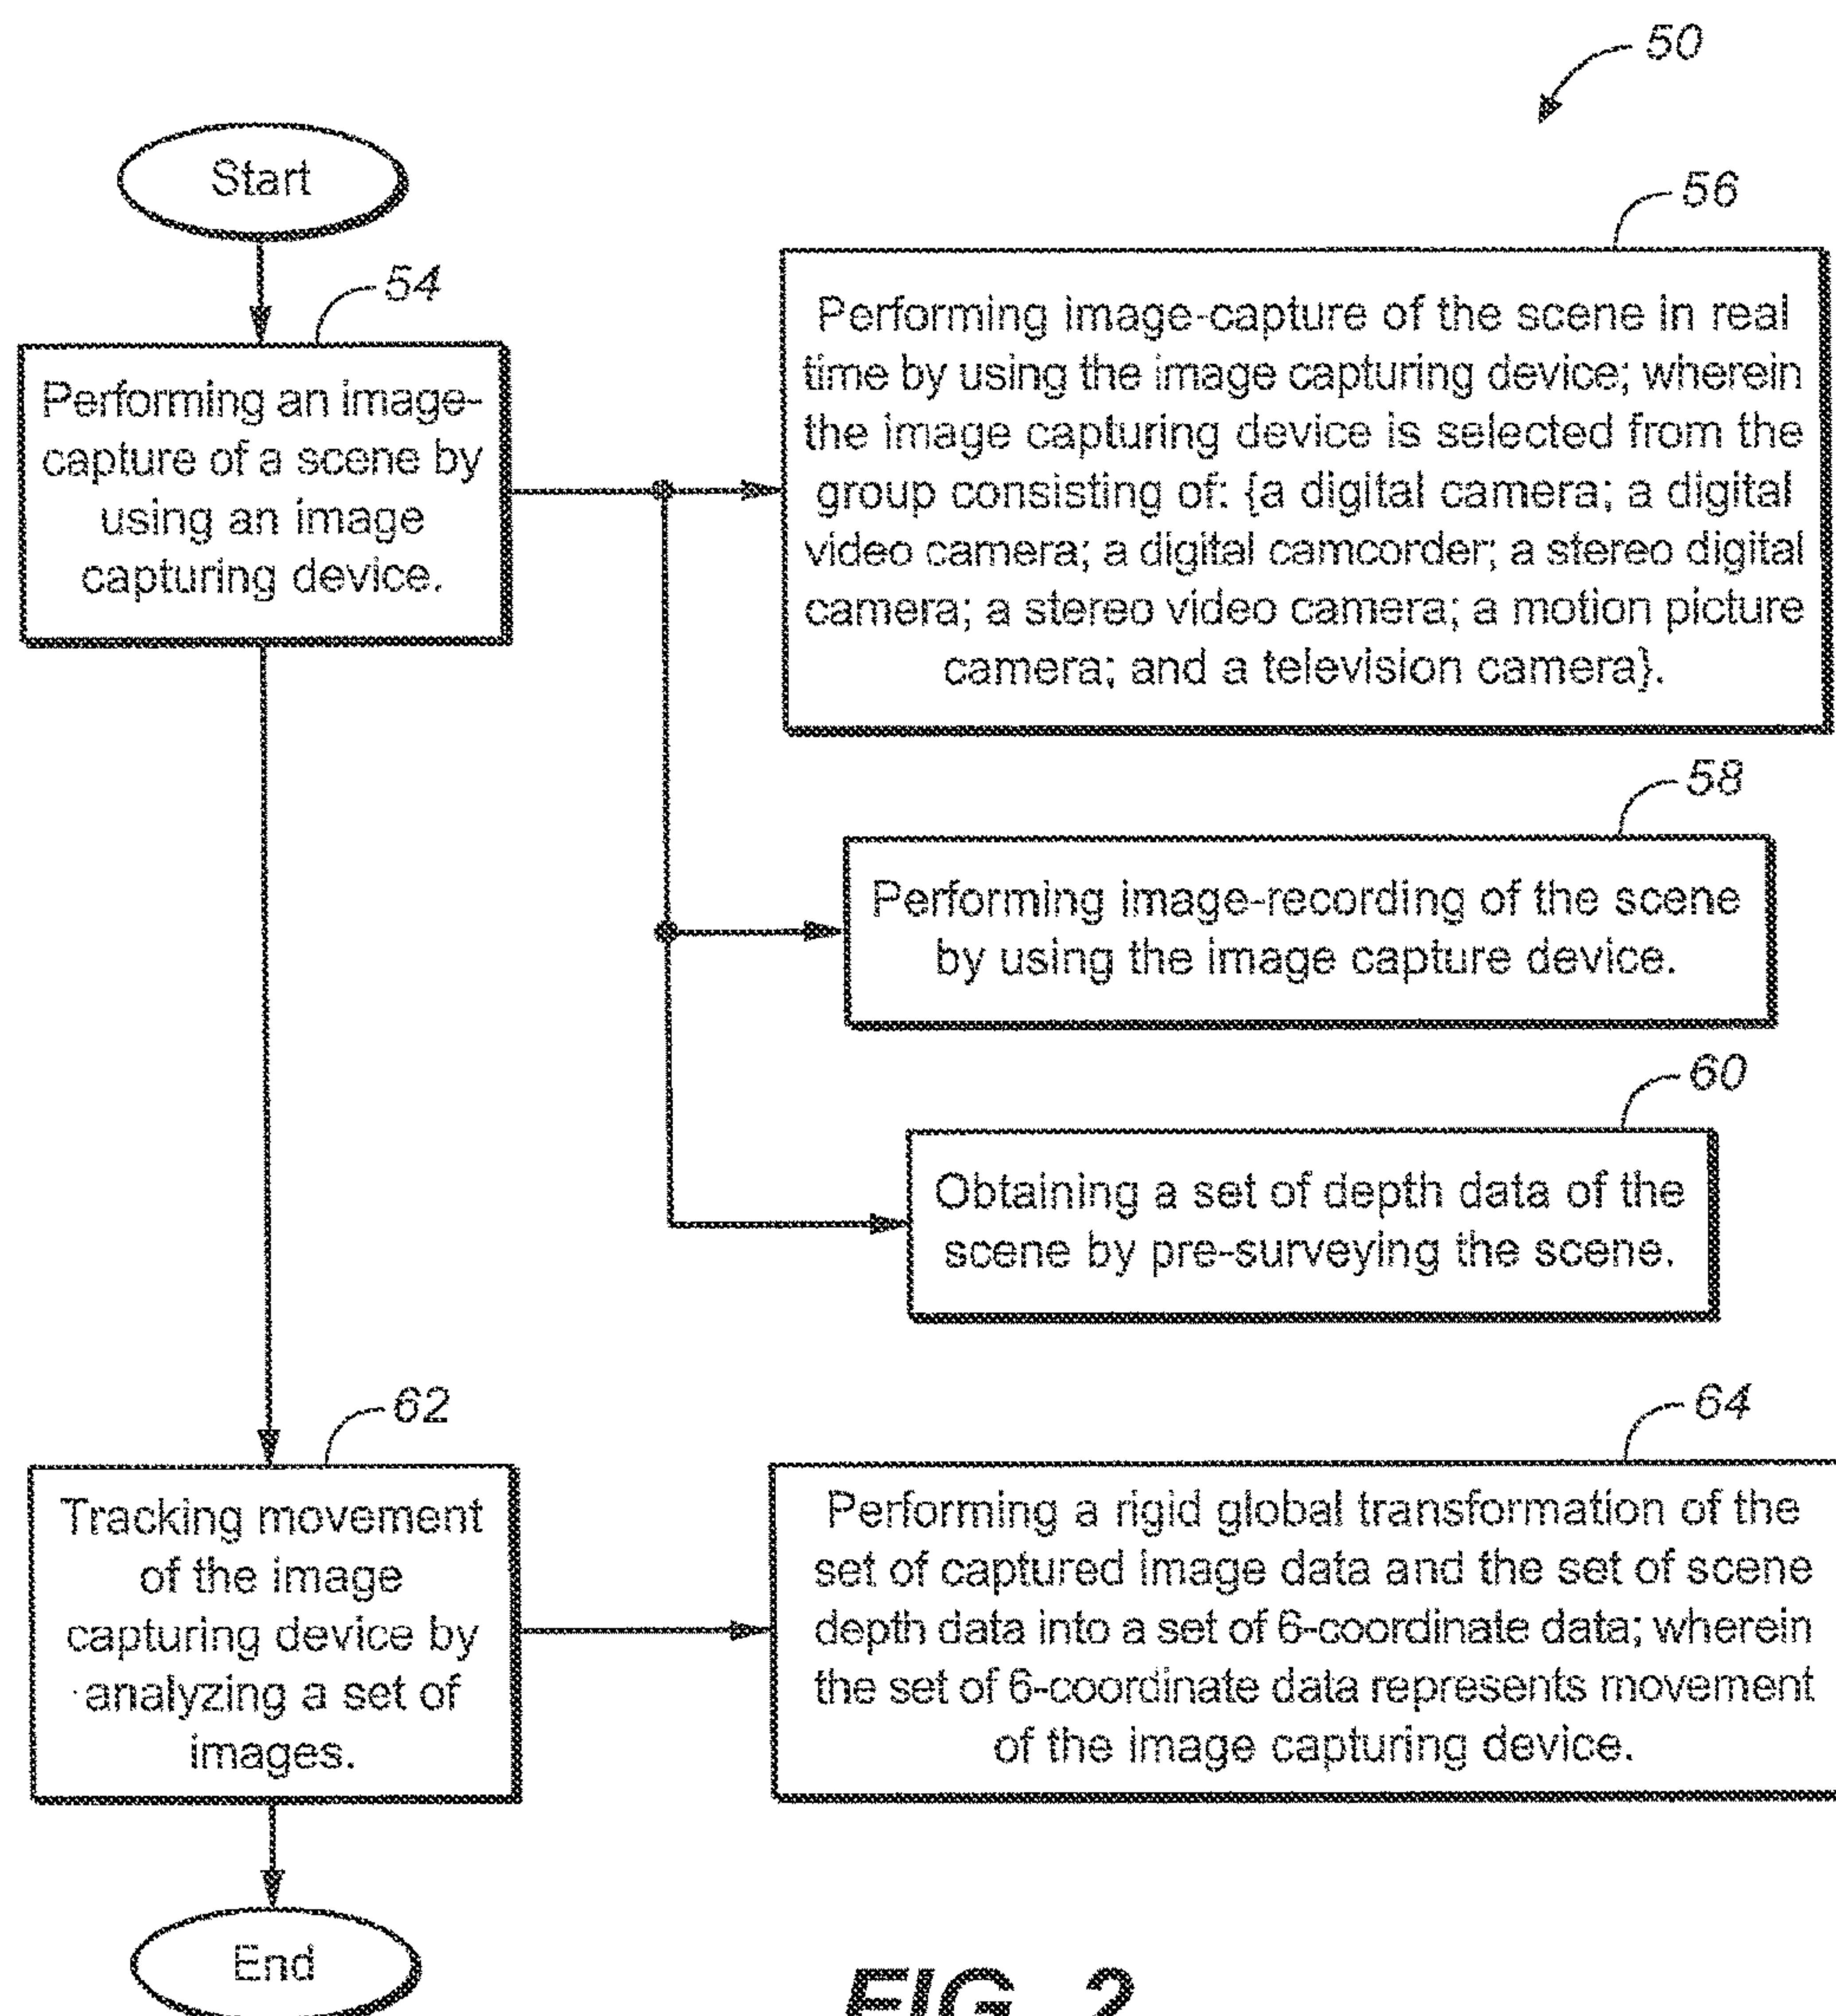 50
Start
54
Performing an image-
capture of a scene by
using an image
capturing device.
56
Performing image-capture of the scene in real
time by using the image capturing device; wherein
the image capturing device is selected from the
group consisting of: {a digital camera; a digital
video camera; a digital camcorder; a stereo digital
camera; a stereo video camera; a motion picture
camera; and a television camera}.
58
Performing image-recording of the scene
by using the image capture device.
60
Obtaining a set of depth data of the
scene by pre-surveying the scene.
62
Tracking movement
of the image
capturing device by
analyzing a set of
images.
64
Performing a rigid global transformation of the
set of captured image data and the set of scene
depth data into a set of 6-coordinate data; wherein
the set of 6-coordinate data represents movement
of the image capturing device.
End
FIG. 2